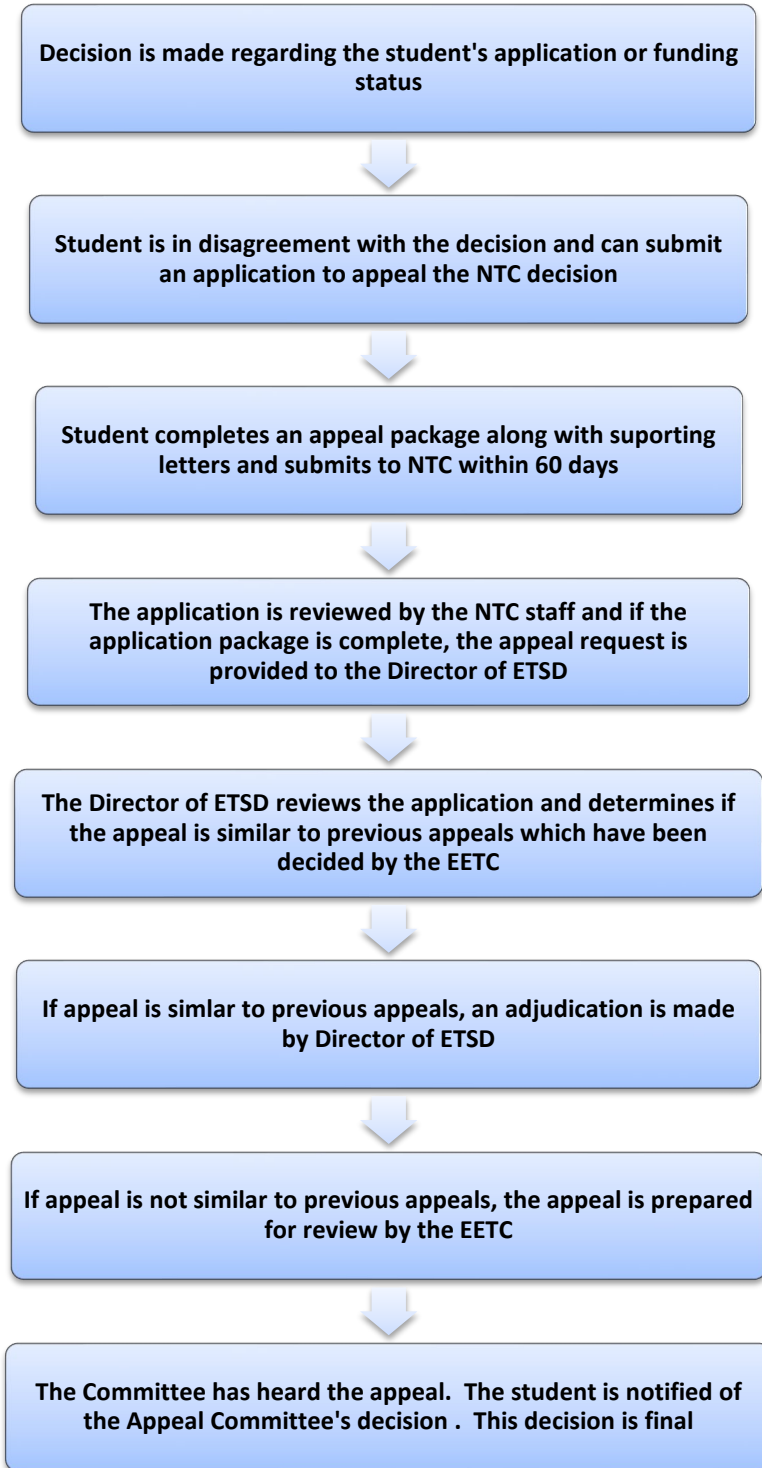 Decision is made regarding the student's application or funding
status
Student is in disagreement with the decision and can submit
an application to appeal the NTC decision
Student completes an appeal package along with suporting
letters and submits to NTC within 60 days
The application is reviewed by the NTC staff and if the
application package is complete, the appeal request is
provided to the Director of ETSD
The Director of ETSD reviews the application and determines if
the appeal is similar to previous appeals which have been
decided by the EETC
If appeal is simlar to previous appeals, an adjudication is made
by Director of ETSD
If appeal is not similar to previous appeals, the appeal is prepared
for review by the EETC
The Committee has heard the appeal.  The student is notified of
the Appeal Committee's decision .  This decision is final